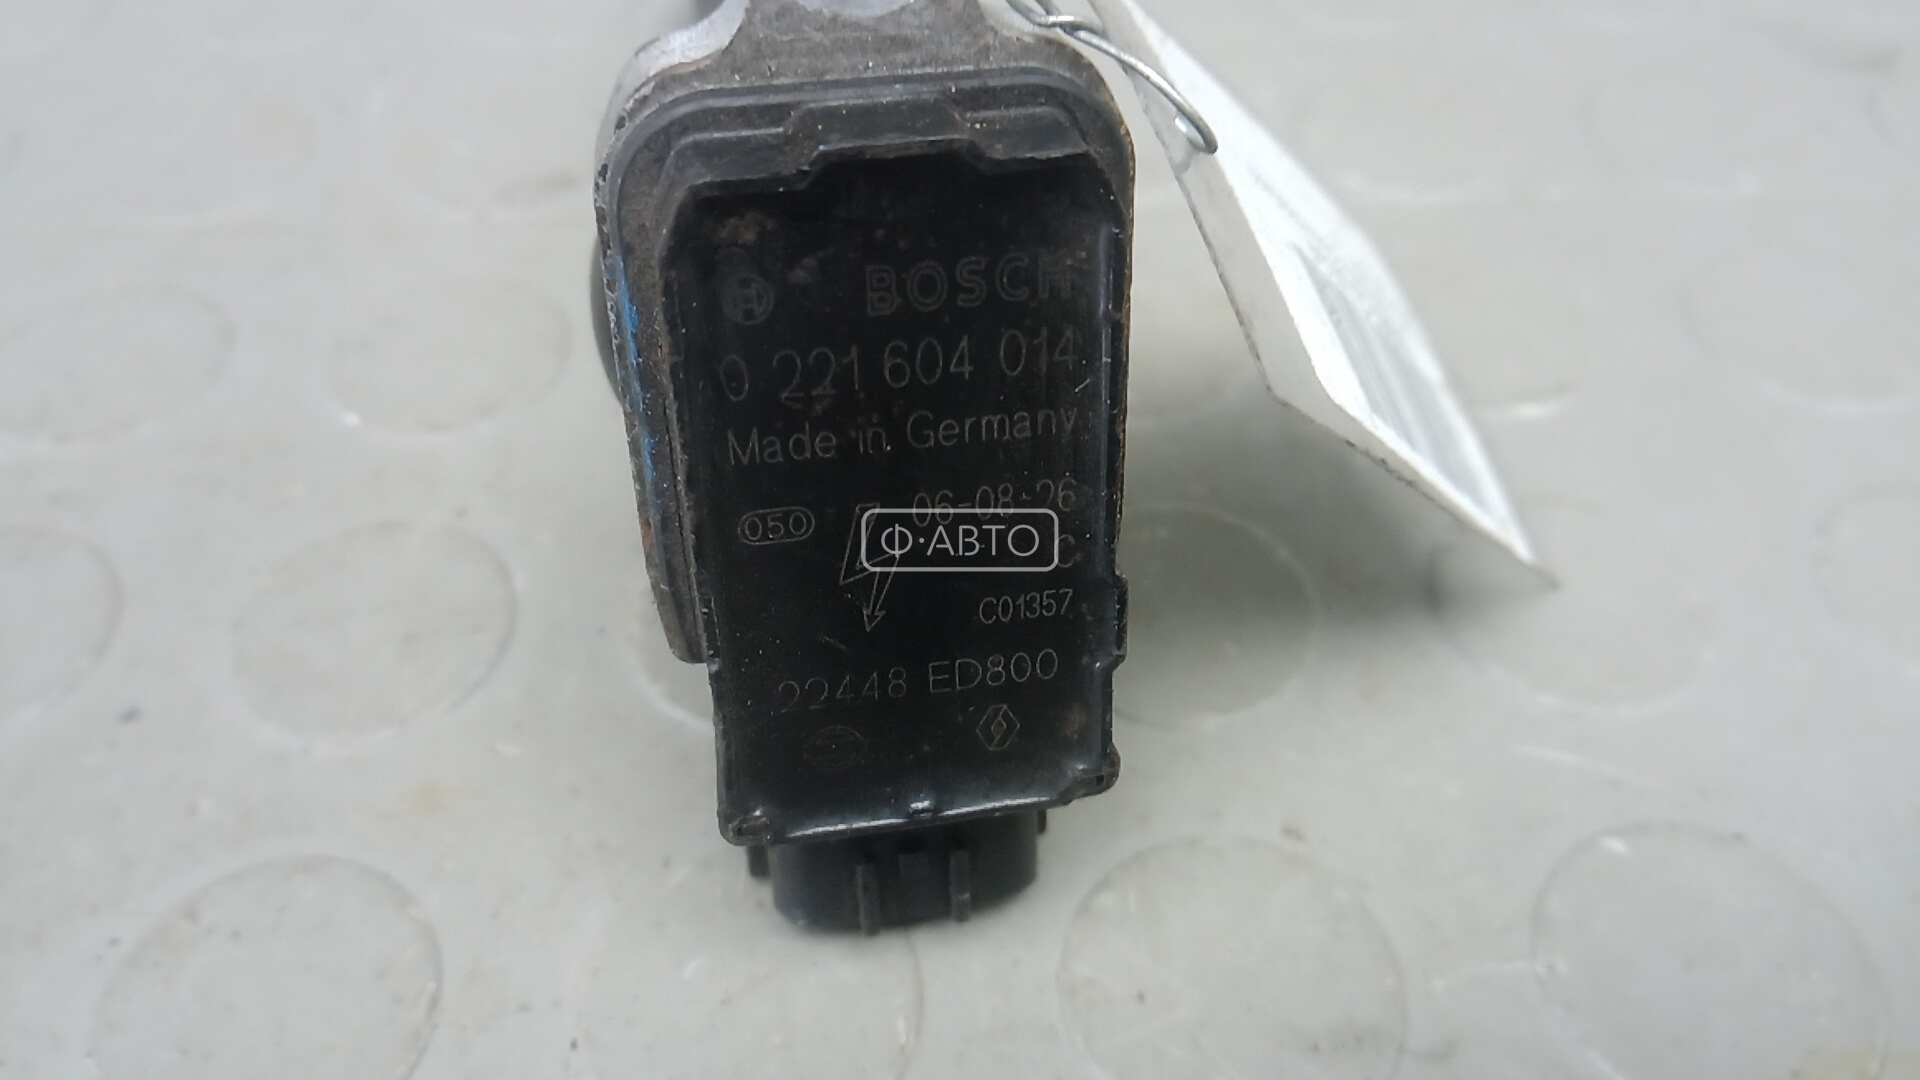 BOSCH
0 221 604 014
Made in Germany
050 06-08-26
Ф·АВТО
C
C01357
22448 ED800